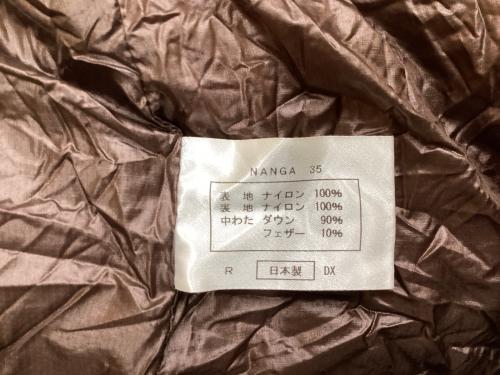 NANGA 35
表 地 ナイロン 100%
裏 地 ナイロン 100%
中わた ダウン 90%
フェザー 10%
R 日本製 DX